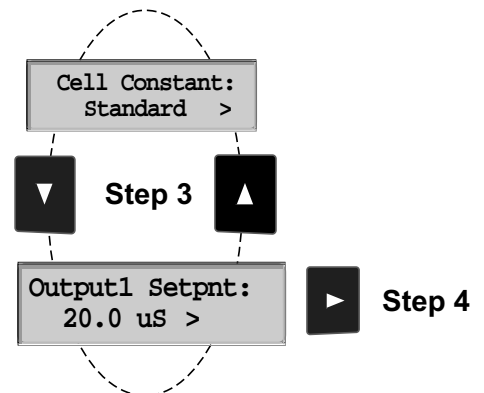 Cell Constant:
Standard >
Step 3
Output1 Setpnt:
20.0 uS >
Step 4